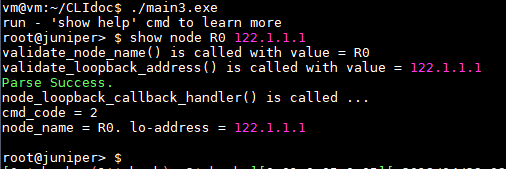 vm@vm:~/CLIdoc$ ./main3.exe
run - 'show help' cmd to learn more
root@juniper> $ show node R0 122.1.1.1
validate_node_name() is called with value = R0
validate_loopback_address() is called with value = 122.1.1.1
Parse Success.
node_loopback_callback_handler() is called ...
cmd_code = 2
node_name = R0. lo-address = 122.1.1.1
root@juniper> $